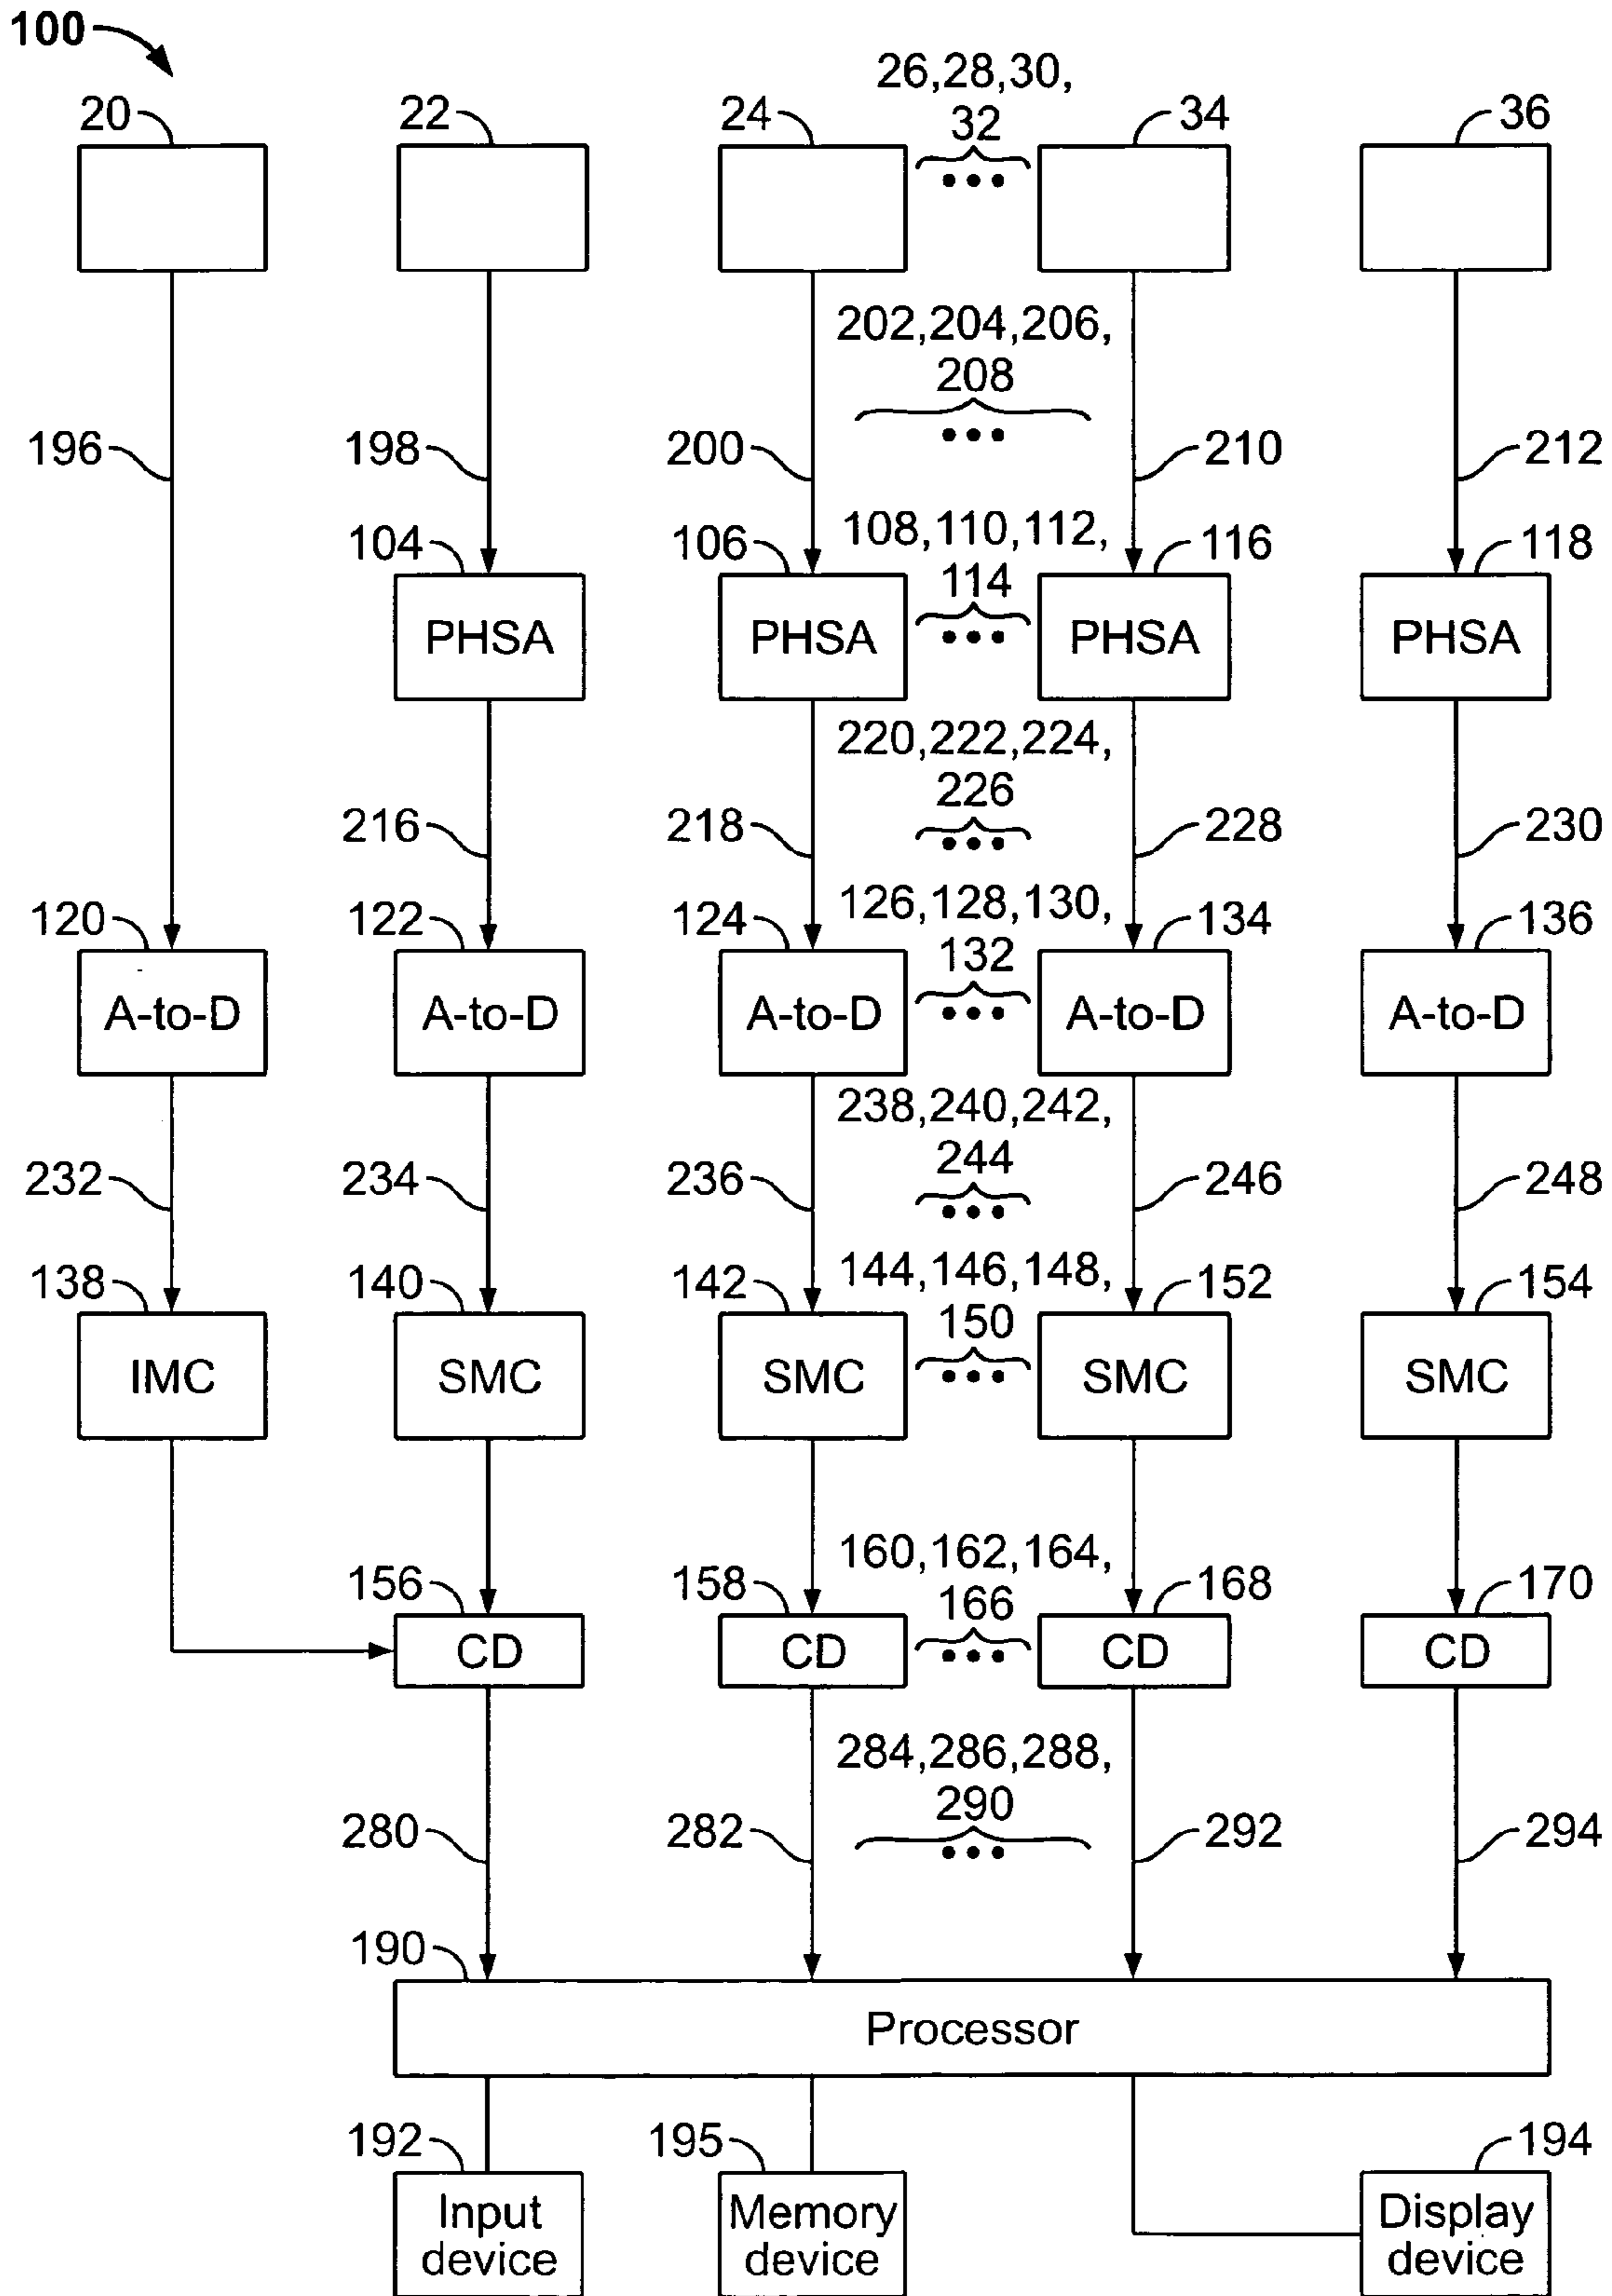 100
26,28,30,
20 22 24 32 34 36
202,204,206,
208
196 198 200 210 212
108,110,112,
104 106 114 116 118
PHSA PHSA PHSA PHSA
220,222,224,
226
216 218 228 230
126,128,130,
120 122 124 132 134 136
A-to-D A-to-D A-to-D A-to-D A-to-D
238,240,242,
244
232 234 236 246 248
144,146,148,
138 140 142 150 152 154
IMC SMC SMC SMC SMC
160,162,164,
156 158 166 168 170
CD CD CD CD
284,286,288,
290
280 282 292 294
190
Processor
192 195 194
Input Memory Display
device device device